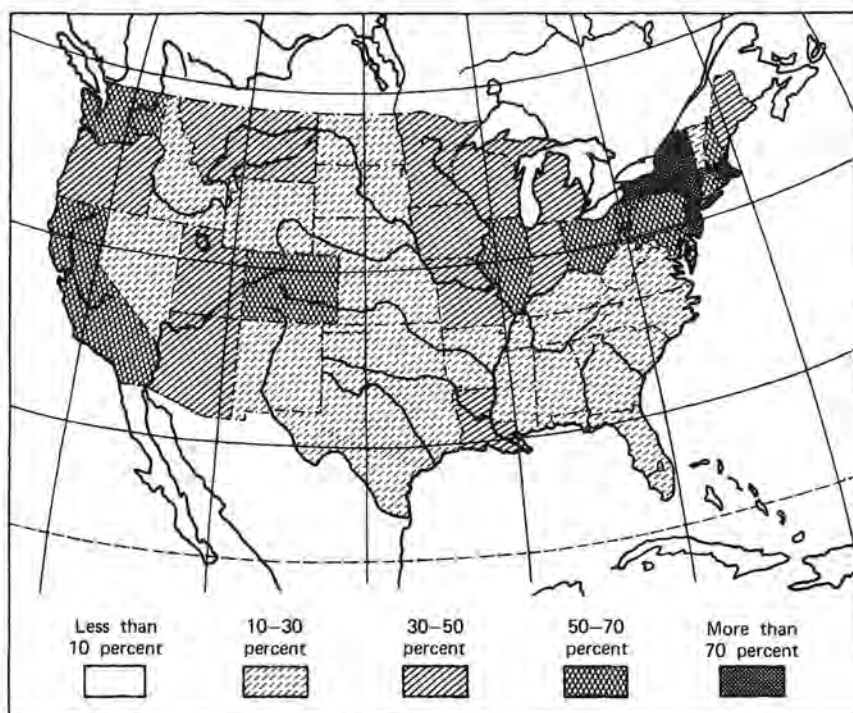 Less than
10 percent
10–30
percent
30–50
percent
50–70
percent
More than
70 percent